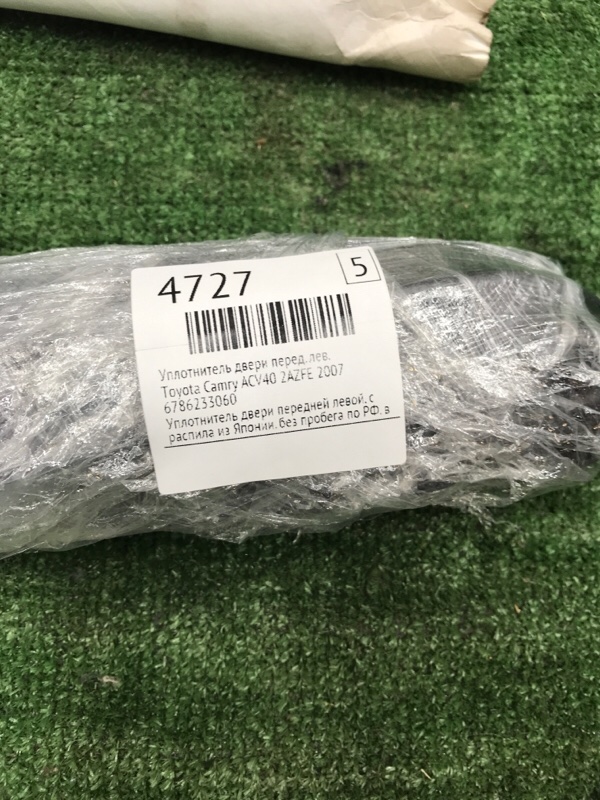 4727
5
Уплотнитель двери перед.лев.
Toyota Camry ACV40 2AZFE 2007
6786233060
Уплотнитель двери передней левой, с
распила из Японии, без пробега по РФ, в